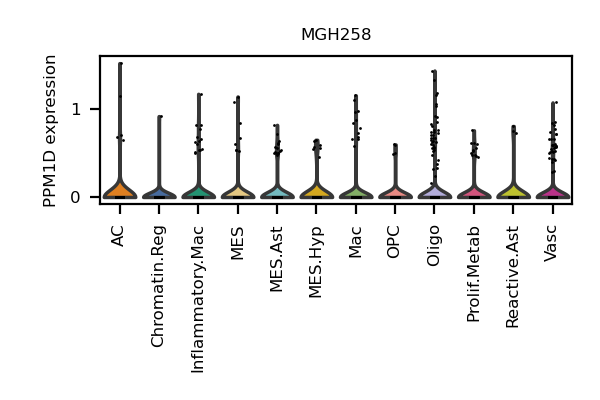 MGH258
PPM1D expression
1
0
AC
Chromatin.Reg
Inflammatory.Mac
MES
MES.Ast
MES.Hyp
Mac
OPC
Oligo
Prolif.Metab
Reactive.Ast
Vasc